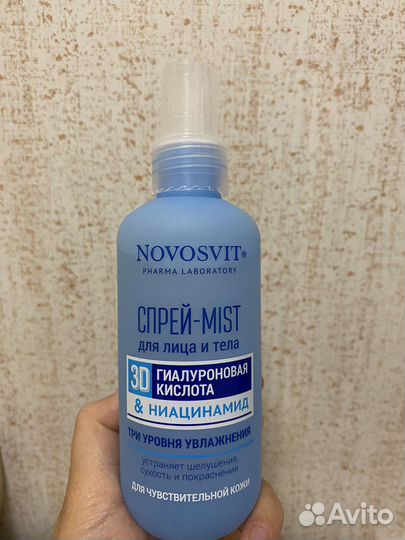 NOVOSVIT®
PHARMA LABORATORY
СПРЕЙ-MIST
для лица и тела
3D ГИАЛУРОНОВАЯ
КИСЛОТА
& НИАЦИНАМИД
ТРИ УРОВНЯ УВЛАЖНЕНИЯ
устраняет шелушения,
сухость и покраснения
ДЛЯ ЧУВСТВИТЕЛЬНОЙ КОЖИ
Avito